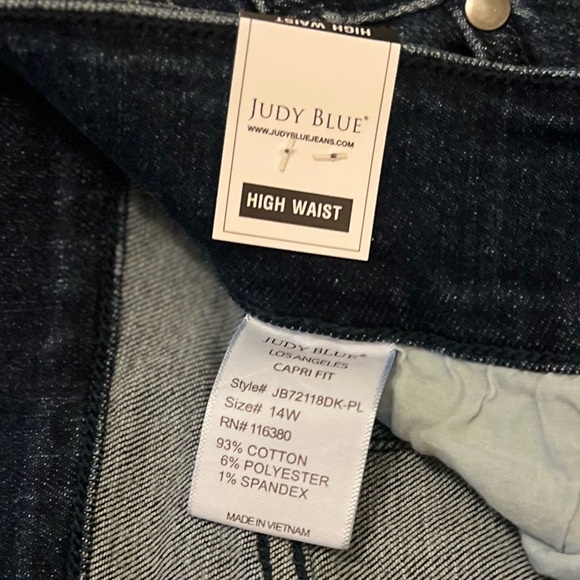 HIGH WAIST
JUDY BLUE®
WWW.JUDYBLUEJEANS.COM
HIGH WAIST
JUDY BLUE®
LOS ANGELES
CAPRI FIT
Style# JB72118DK-PL
Size# 14W
RN# 116380
93% COTTON
6% POLYESTER
1% SPANDEX
MADE IN VIETNAM